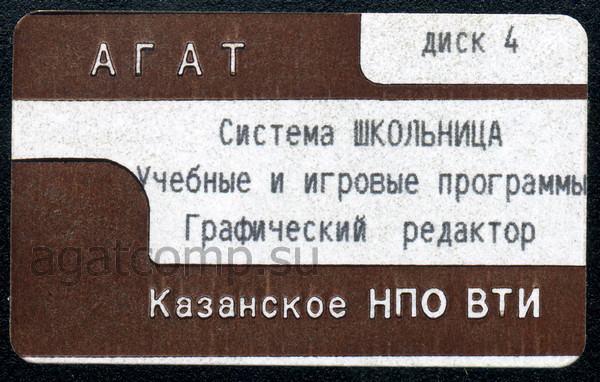 АГАТ
диск 4
Система ШКОЛЬНИЦА
Учебные и игровые программы
Графический редактор
agatcomp.su
Казанское НПО ВТИ